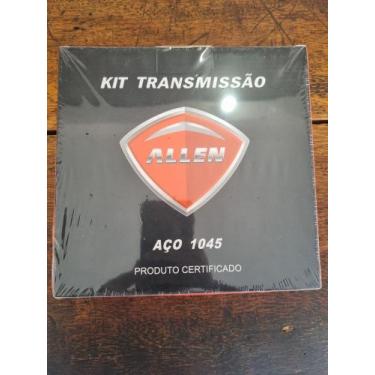 KIT TRANSMISSÃO
ALLEN
AÇO 1045
PRODUTO CERTIFICADO